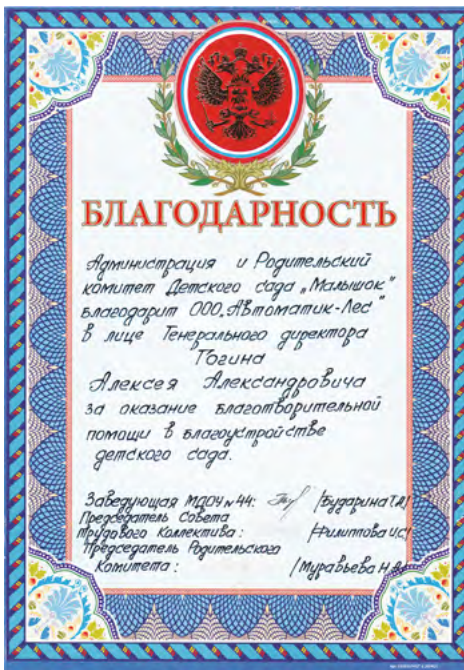 БЛАГОДАРНОСТЬ
Администрация и Родительский
комитет Детского сада „Малышок"
благодарит ООО „Автоматик-Лес"
в лице Генерального директора
Гогина
Алексея Александровича
за оказание благотворительной
помощи в благоустройстве
детского сада.
Заведующая МДОУ № 44: /Бударина Т.А/
Председатель Совета
трудового коллектива: /Филиппова И.С/
Председатель Родительского
комитета: /Муравьева Н.